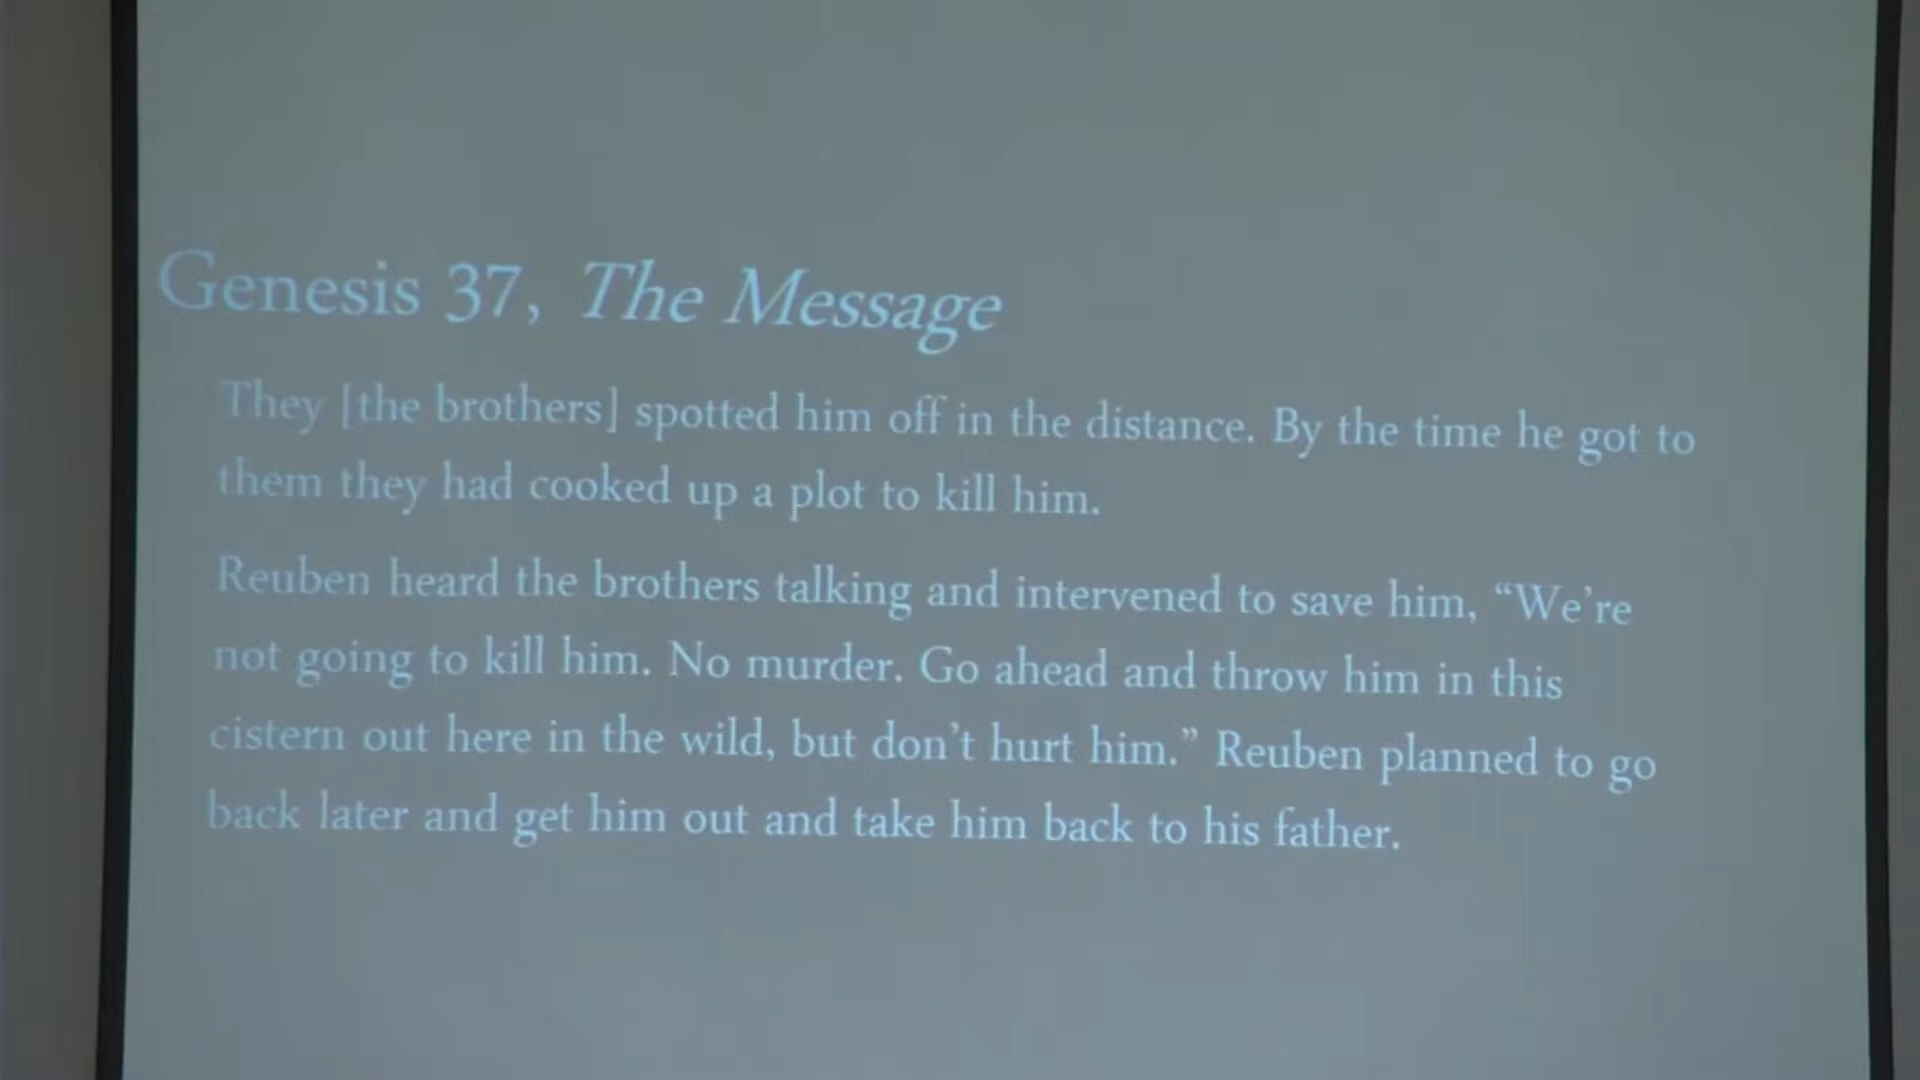 Genesis 37, The Message
They [the brothers] spotted him off in the distance. By the time he got to
them they had cooked up a plot to kill him.
Reuben heard the brothers talking and intervened to save him, “We’re
not going to kill him. No murder. Go ahead and throw him in this
cistern out here in the wild, but don’t hurt him.” Reuben planned to go
back later and get him out and take him back to his father.